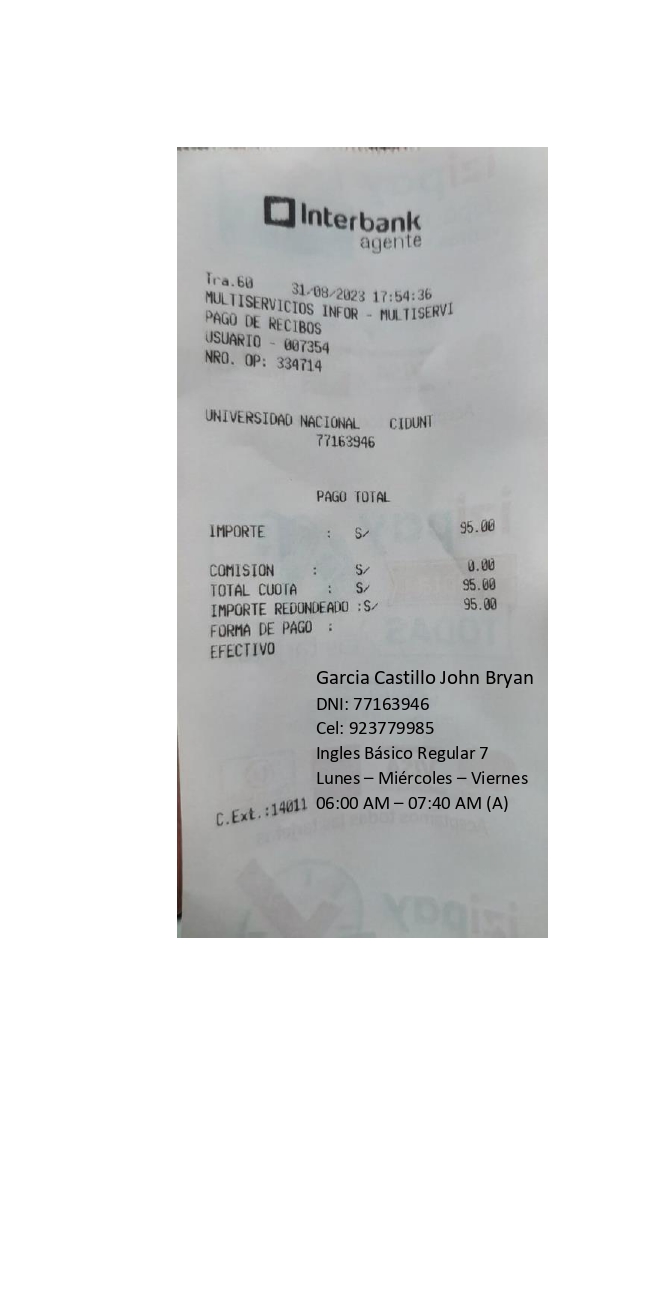 Interbank
agente
Tra.60 31/08/2023 17:54:36
MULTISERVICIOS INFOR - MULTISERVI
PAGO DE RECIBOS
USUARIO - 007354
NRO. OP: 334714
UNIVERSIDAD NACIONAL CIDUNT
77163946
PAGO TOTAL
IMPORTE : S/ 95.00
COMISION : S/ 0.00
TOTAL CUOTA : S/ 95.00
IMPORTE REDONDEADO :S/ 95.00
FORMA DE PAGO :
EFECTIVO
Garcia Castillo John Bryan
DNI: 77163946
Cel: 923779985
Ingles Básico Regular 7
Lunes – Miércoles – Viernes
C.Ext.:14011 06:00 AM – 07:40 AM (A)
izipay